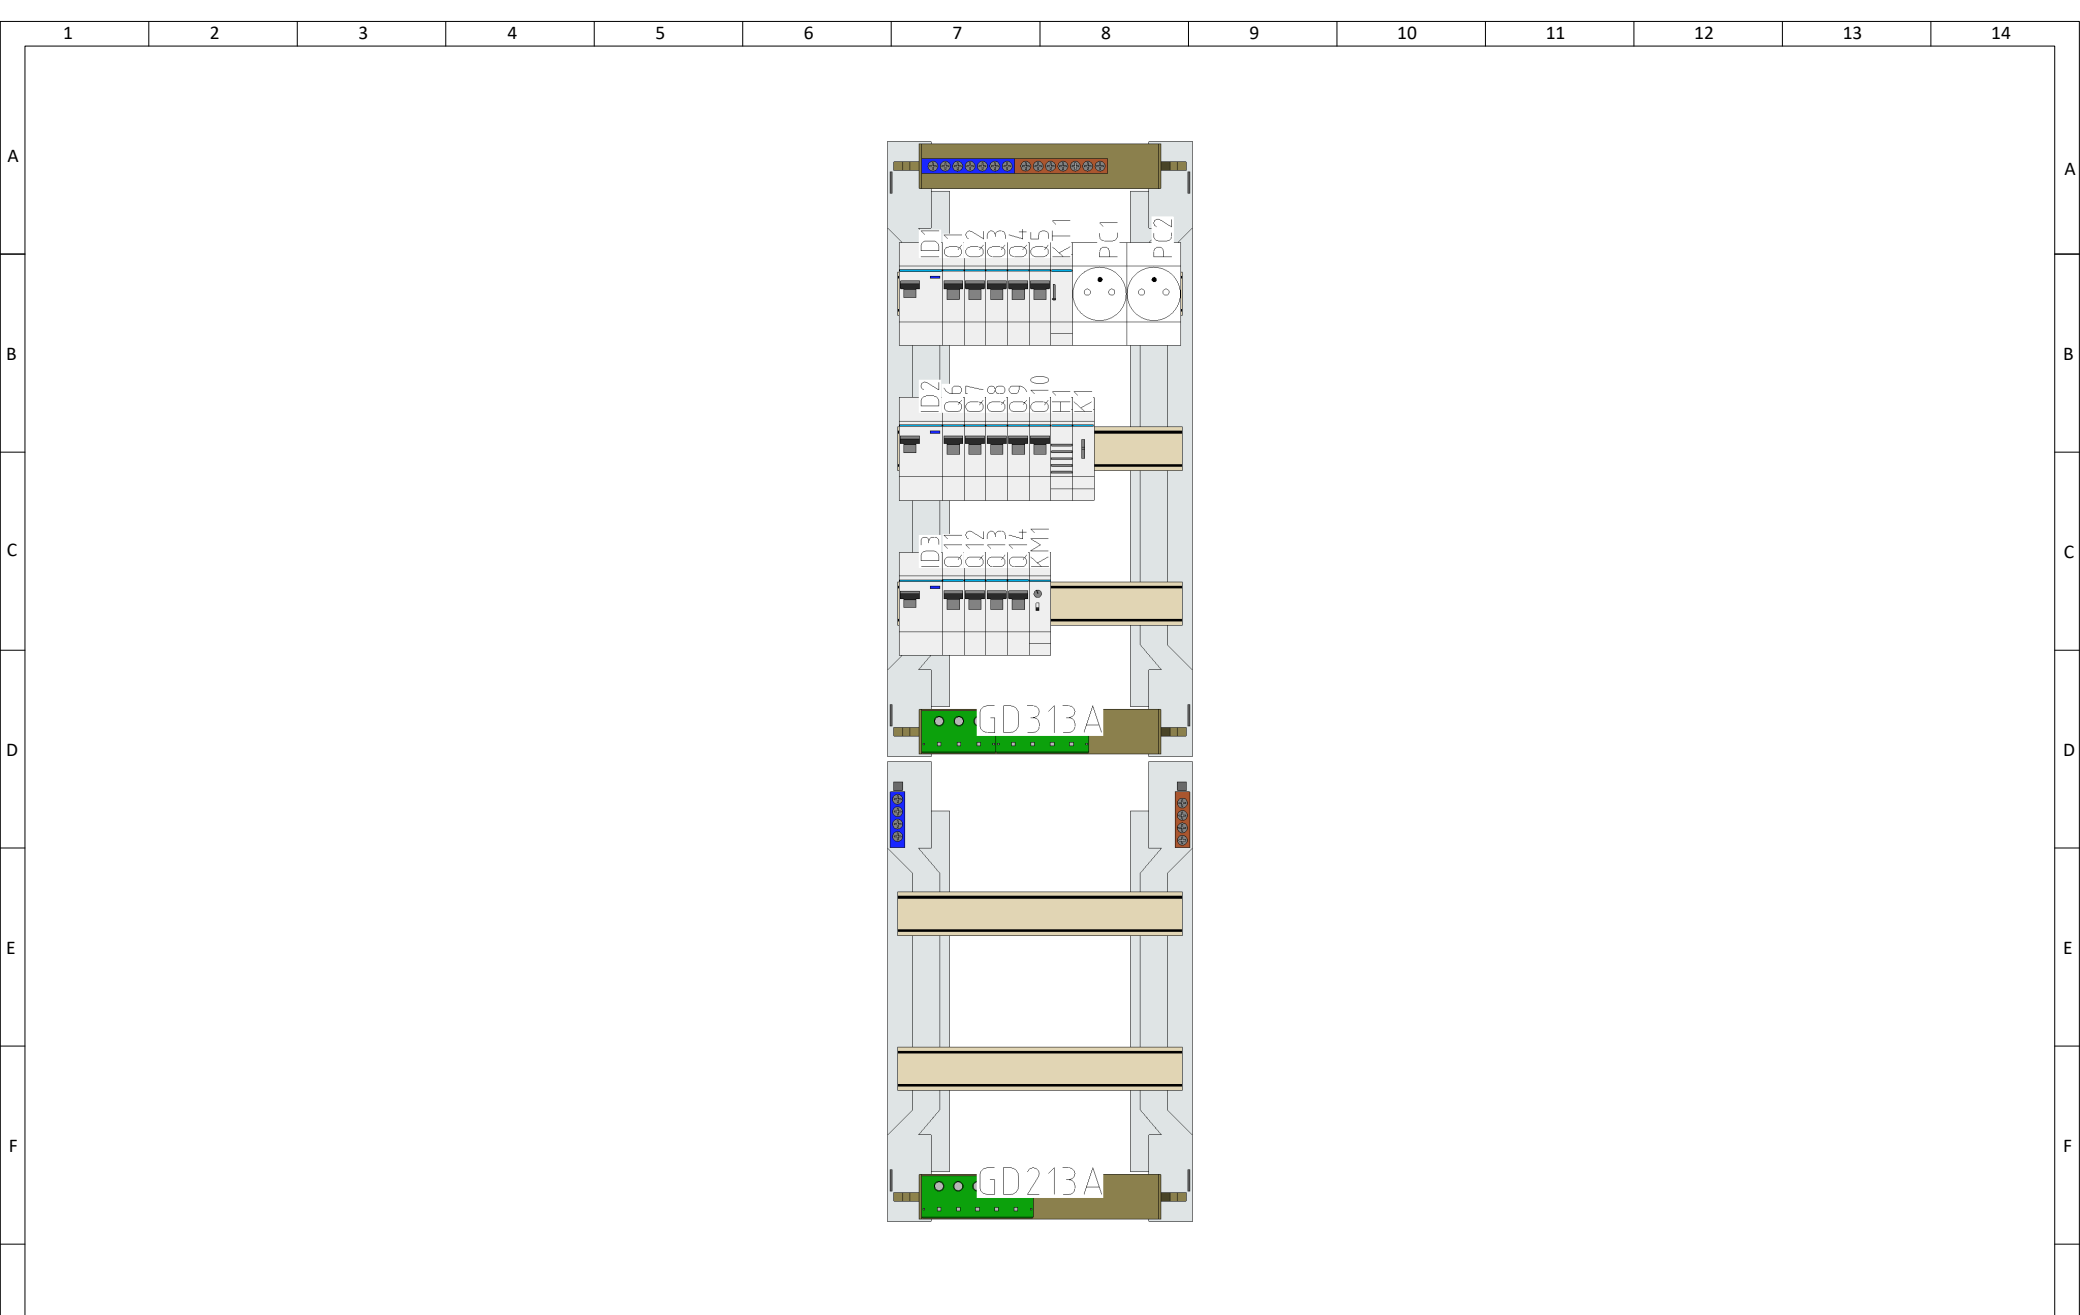 1 2 3 4 5 6 7 8 9 10 11 12 13 14
A A
ID1 Q1 Q2 Q3 Q4 Q5 KT1 PC1 PC2
B B
ID2 Q6 Q7 Q8 Q9 Q10 H1 K1
C C
ID3 Q11 Q12 Q13 Q14 KM1
GD313A
D D
E E
F F
GD213A